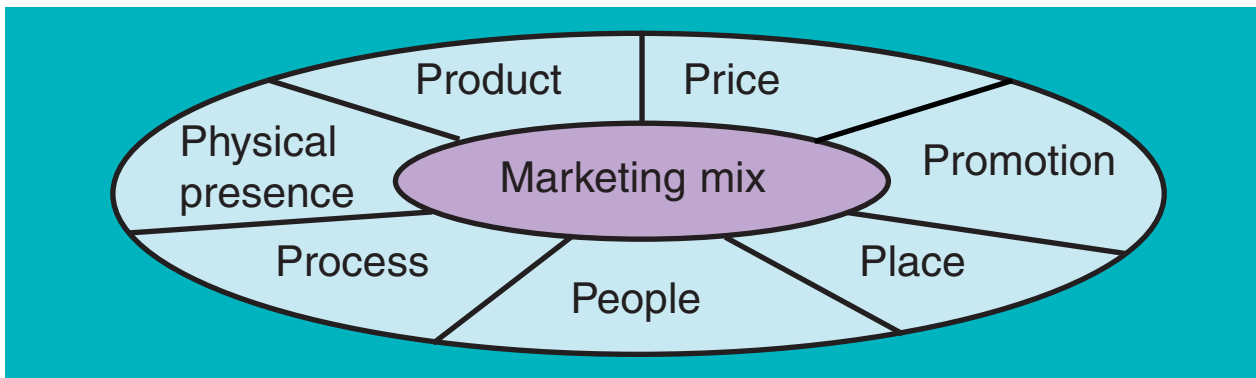 Product
Price
Physical
presence
Marketing mix
Promotion
Process
People
Place